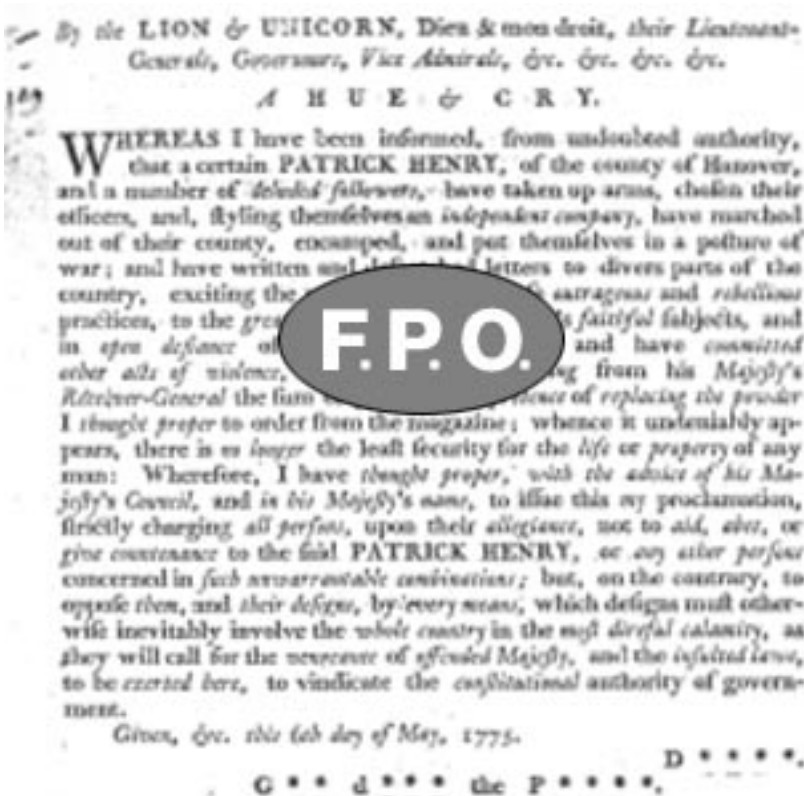 By the LION & UNICORN, Dieu & mon droit, their Lieutenant-
Generals, Governours, Vice Admirals, &c. &c. &c. &c.
A HUE & CRY.
WHEREAS I have been informed, from undoubted authority,
that a certain PATRICK HENRY, of the county of Hanover,
and a number of deluded followers, have taken up arms, choſen their
officers, and, ſtyling themſelves an independent company, have marched
out of their county, encamped, and put themſelves in a poſture of
war; and have written and letters to divers parts of the
country, exciting the outrageous and rebellious
practices, to the faithful ſubjects, and
in open defiance of and have committed
other acts of violence, from his Majeſty's
Receiver-General the ſum of replacing the powder
I thought proper to order from the magazine; whence it undeniably ap-
pears, there is no longer the leaſt ſecurity for the life or property of any
man: Wherefore, I have thought proper, with the advice of his Ma-
jeſty's Council, and in his Majeſty's name, to iſſue this my proclamation,
ſtrictly charging all perſons, upon their allegiance, not to aid, abet, or
give countenance to the ſaid PATRICK HENRY, or any other perſons
concerned in ſuch unwarrantable combinations; but, on the contrary, to
oppoſe them, and their deſigns, by every means, which deſigns muſt other-
wiſe inevitably involve the whole country in the moſt direful calamity, as
they will call for the vengeance of offended Majeſty, and the inſulted laws,
to be exerted here, to vindicate the conſtitutional authority of govern-
ment.
Given, &c. this 6th day of May, 1775.
D * * * *.
G * * d * * * the P * * * *.
F.P.O.